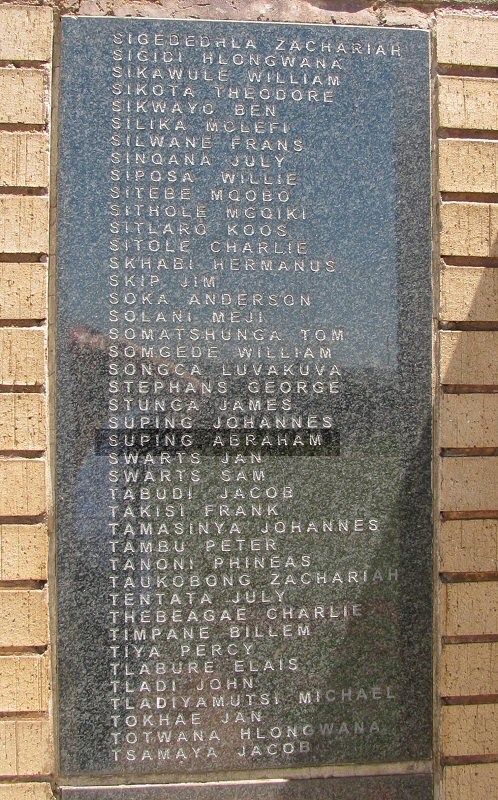 SIGEDEDHLA ZACHARIAH
SIGIDI HLONGWANA
SIKAWULE WILLIAM
SIKOTA THEODORE
SIKWAYO BEN
SILIKA MOLEFI
SILWANE FRANS
SINQANA JULY
SIPOSA WILLIE
SITEBE MQOBO
SITHOLE MGQIKI
SITLARO KOOS
SITOLE CHARLIE
SKHABI HERMANUS
SKIP JIM
SOKA ANDERSON
SOLANI MEJI
SOMATSHUNGA TOM
SOMGEDE WILLIAM
SONGCA LUVAKUVA
STEPHANS GEORGE
STUNGA JAMES
SUPING JOHANNES
SUPING ABRAHAM
SWARTS JAN
SWARTS SAM
TABUDI JACOB
TAKISI FRANK
TAMASINYA JOHANNES
TAMBU PETER
TANONI PHINEAS
TAUKOBONG ZACHARIAH
TENTATA JULY
THEBEAGAE CHARLIE
TIMPANE BILLEM
TIYA PERCY
TLABURE ELAIS
TLADI JOHN
TLADIYAMUTSI MICHAEL
TOKHAE JAN
TOTWANA HLONGWANA
TSAMAYA JACOB